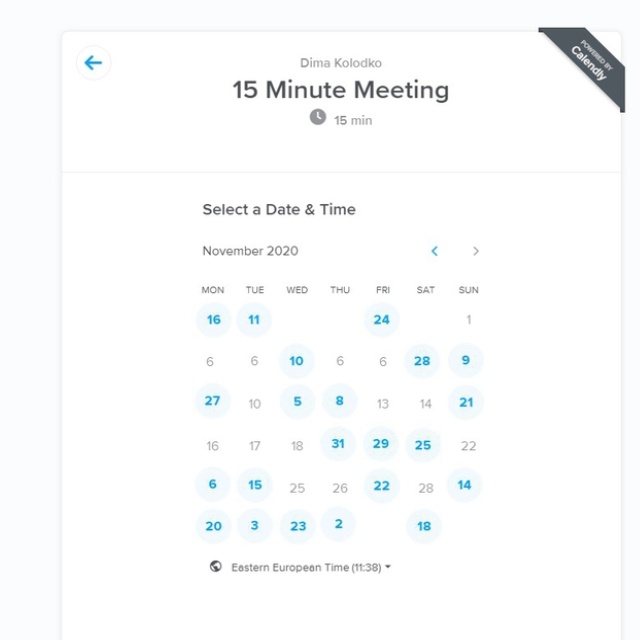 Dima Kolodko
POWERED BY
Calendly
15 Minute Meeting
15 min
Select a Date & Time
November 2020
MON TUE WED THU FRI SAT SUN
16 11 24 1
6 6 10 6 6 28 9
27 10 5 8 13 14 21
16 17 18 31 29 25 22
6 15 25 26 22 28 14
20 3 23 2 18
Eastern European Time (11:38)